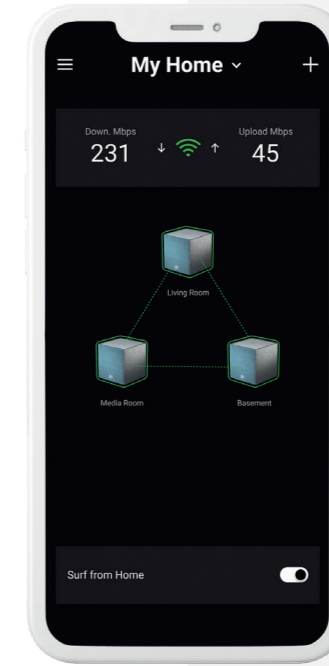 My Home
Down. Mbps
231
Upload Mbps
45
Living Room
Media Room
Basement
Surf from Home